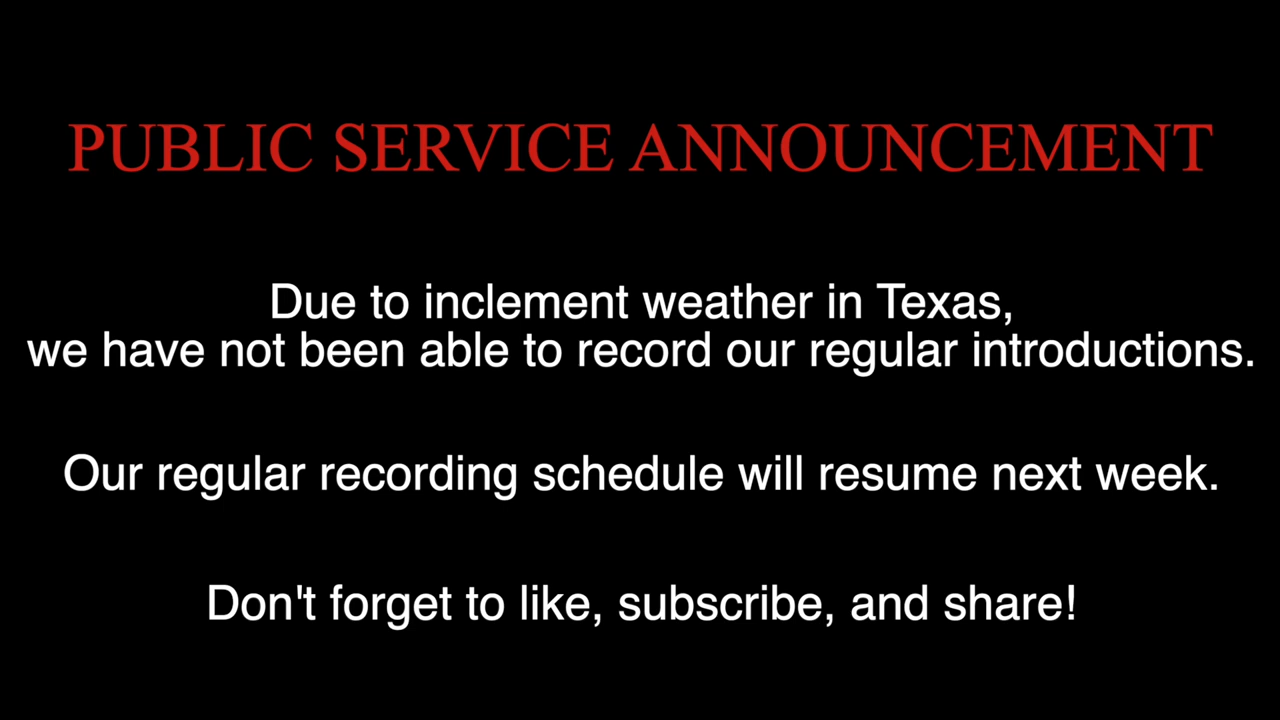 PUBLIC SERVICE ANNOUNCEMENT
Due to inclement weather in Texas,
we have not been able to record our regular introductions.
Our regular recording schedule will resume next week.
Don't forget to like, subscribe, and share!